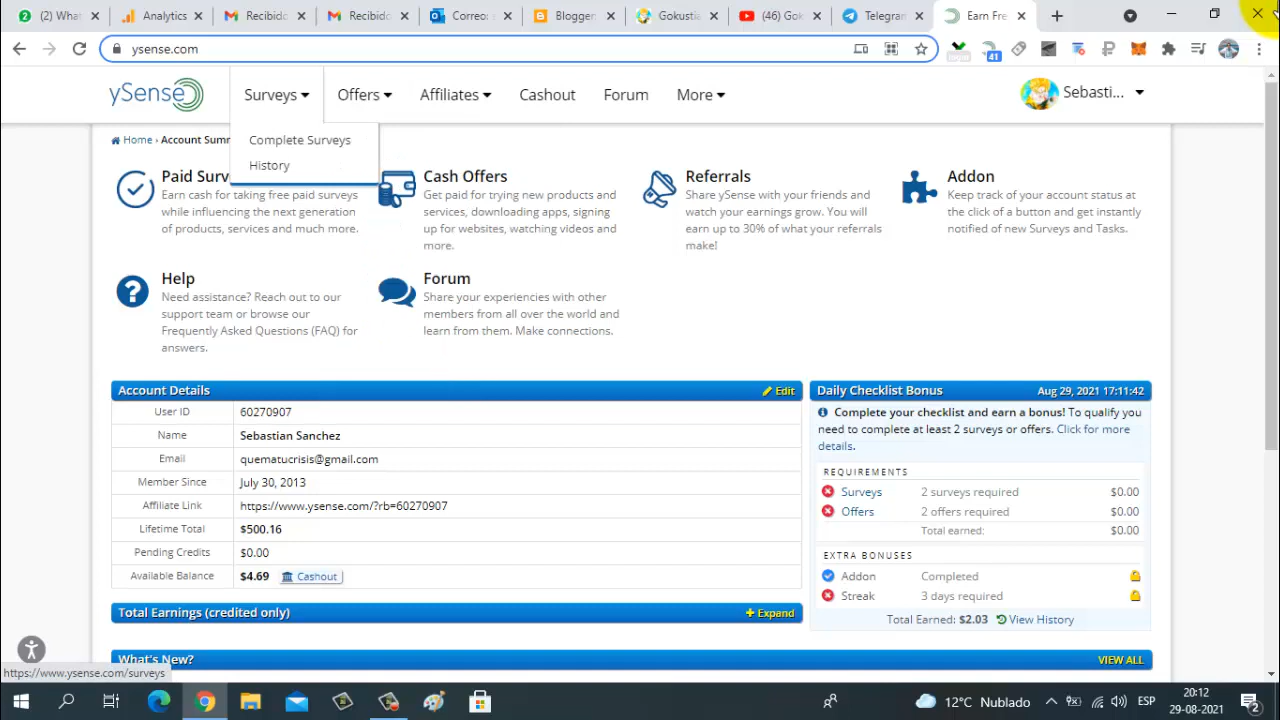 (2) What
Analytics
Recibido
Recibido
Correo:
Blogger
Gokustia
(46) Gok
Telegram
Earn Fre
ysense.com
41
ySense
Surveys
Offers
Affiliates
Cashout
Forum
More
Sebasti...
Complete Surveys
History
Home › Account Summ
Paid Surv
Earn cash for taking free paid surveys
while influencing the next generation
of products, services and much more.
Cash Offers
Get paid for trying new products and
services, downloading apps, signing
up for websites, watching videos and
more.
Referrals
Share ySense with your friends and
watch your earnings grow. You will
earn up to 30% of what your referrals
make!
Addon
Keep track of your account status at
the click of a button and get instantly
notified of new Surveys and Tasks.
Help
Need assistance? Reach out to our
support team or browse our
Frequently Asked Questions (FAQ) for
answers.
Forum
Share your experiencies with other
members from all over the world and
learn from them. Make connections.
Account Details
Edit
User ID 60270907
Name Sebastian Sanchez
Email quematucrisis@gmail.com
Member Since July 30, 2013
Affiliate Link https://www.ysense.com/?rb=60270907
Lifetime Total $500.16
Pending Credits $0.00
Available Balance $4.69 Cashout
Total Earnings (credited only) + Expand
Daily Checklist Bonus Aug 29, 2021 17:11:42
Complete your checklist and earn a bonus! To qualify you
need to complete at least 2 surveys or offers. Click for more
details.
REQUIREMENTS
Surveys 2 surveys required $0.00
Offers 2 offers required $0.00
Total earned: $0.00
EXTRA BONUSES
Addon Completed
Streak 3 days required
Total Earned: $2.03 View History
What's New? VIEW ALL
https://www.ysense.com/surveys
12°C Nublado
ESP
20:12
29-08-2021
2